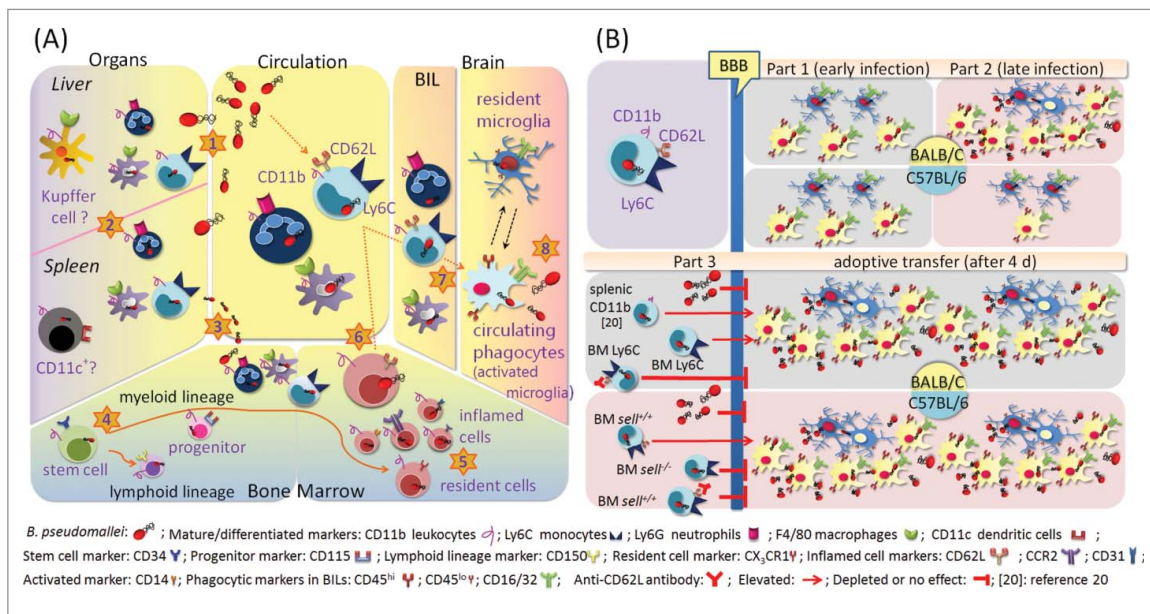 (A)
Organs
Circulation
BIL
Brain
Liver
Kupffer
cell ?
Spleen
CD11c⁺?
1
2
3
CD62L
CD11b
Ly6C
resident
microglia
8
7
circulating
phagocytes
(activated
microglia)
6
myeloid lineage
4
progenitor
stem cell
lymphoid lineage
inflamed
cells
5
resident cells
Bone Marrow
(B)
BBB
Part 1 (early infection)
Part 2 (late infection)
CD11b
CD62L
Ly6C
BALB/C
C57BL/6
Part 3
adoptive transfer (after 4 d)
splenic
CD11b
[20]
BM Ly6C
BM Ly6C
BALB/C
C57BL/6
BM sell⁺/⁺
BM sell⁻/⁻
BM sell⁺/⁺
B. pseudomallei: ; Mature/differentiated markers: CD11b leukocytes ; Ly6C monocytes ; Ly6G neutrophils ; F4/80 macrophages ; CD11c dendritic cells ;
Stem cell marker: CD34 ; Progenitor marker: CD115 ; Lymphoid lineage marker: CD150 ; Resident cell marker: CX₃CR1 ; Inflamed cell markers: CD62L ; CCR2 ; CD31 ;
Activated marker: CD14 ; Phagocytic markers in BILs: CD45ʰⁱ ; CD45ˡᵒ ; CD16/32 ; Anti-CD62L antibody: ; Elevated: ; Depleted or no effect: ; [20]: reference 20